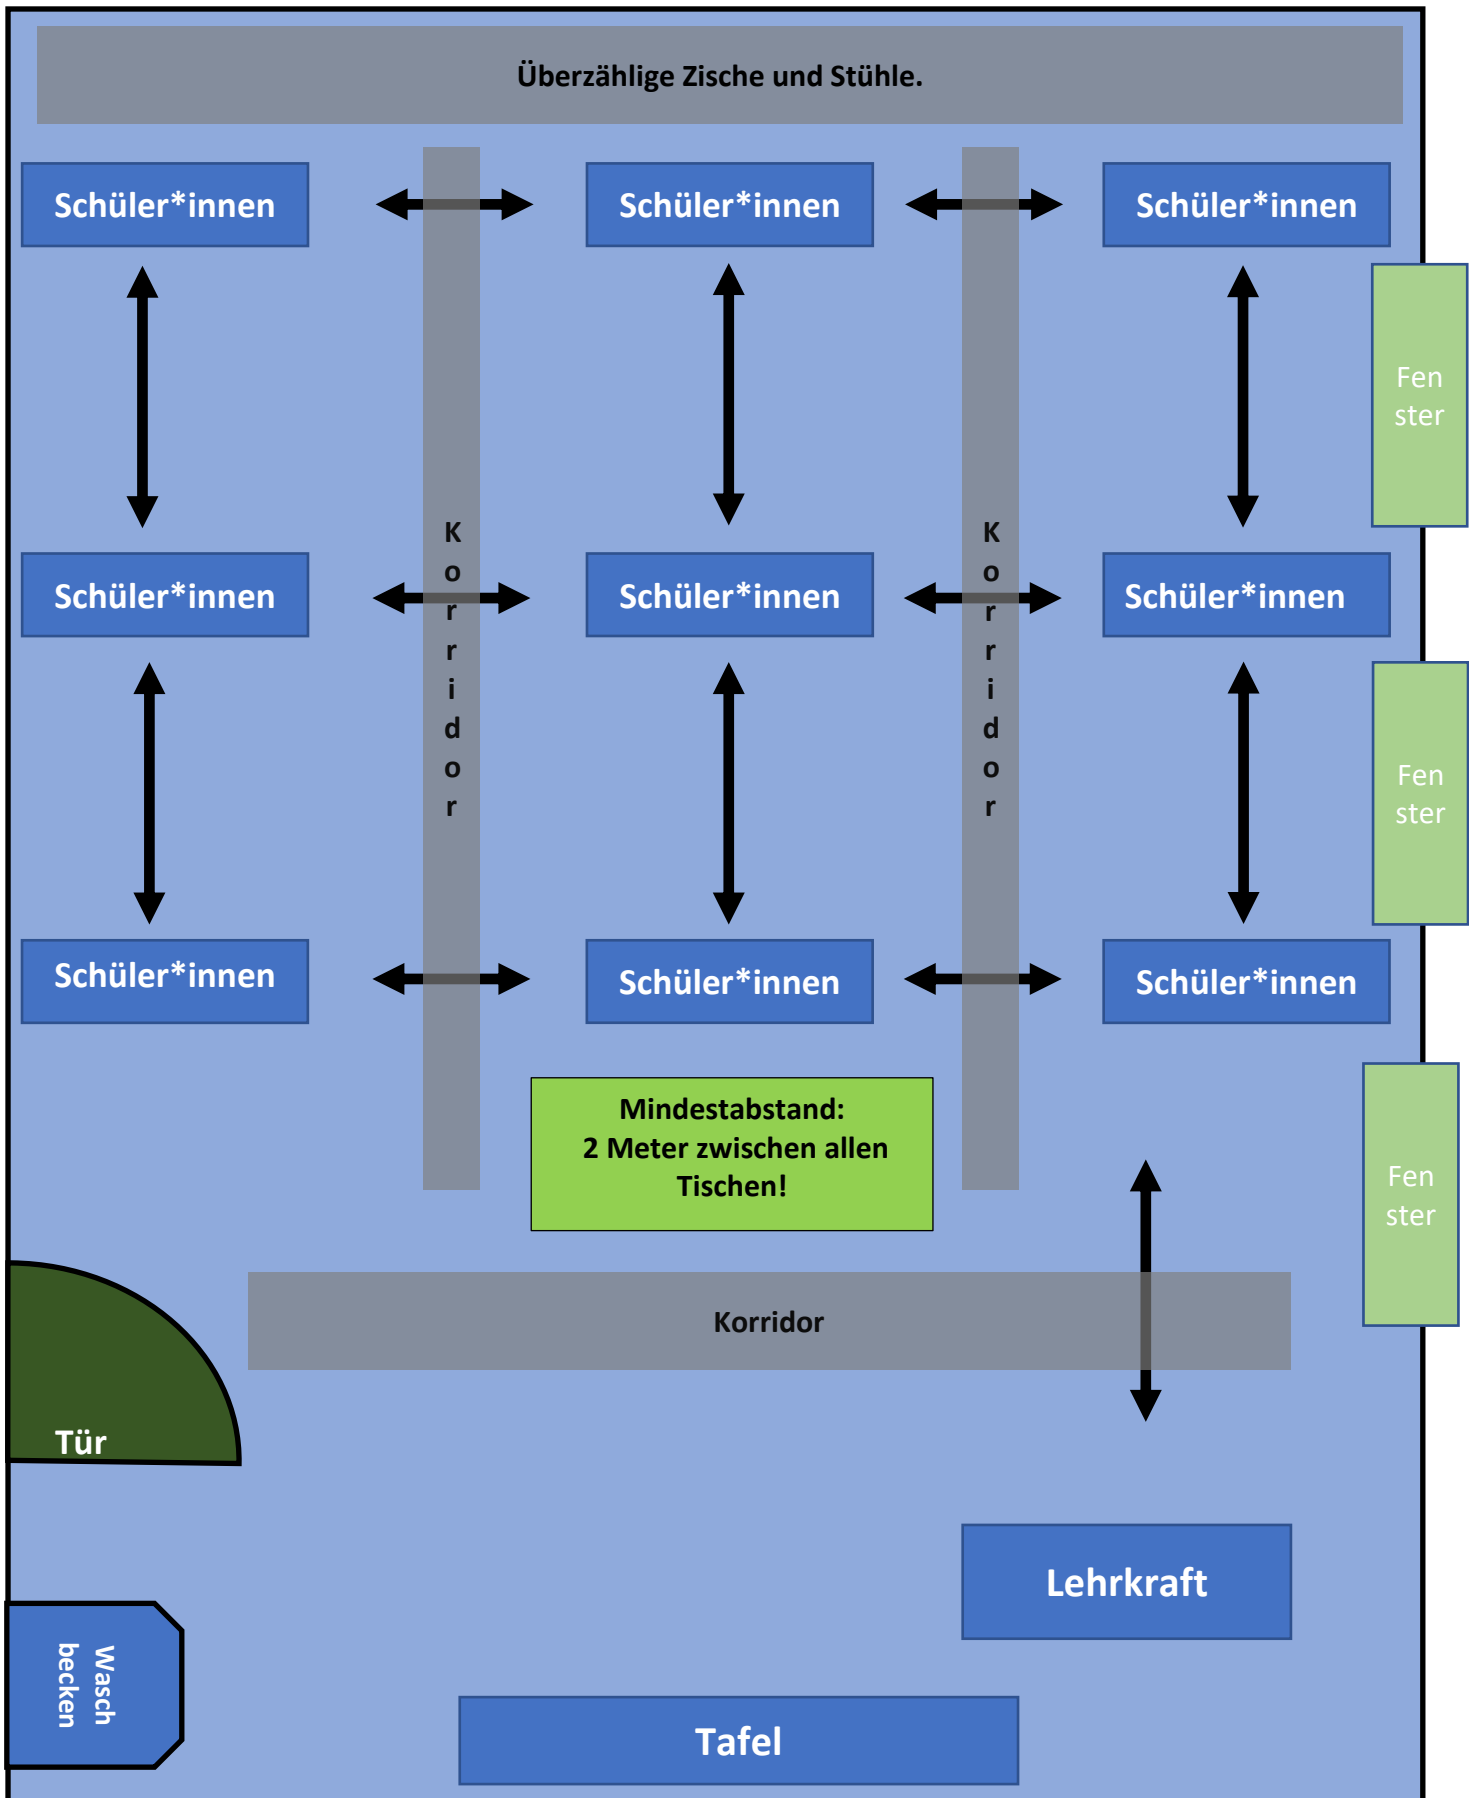 Überzählige Zische und Stühle.
Schüler*innen
Schüler*innen
Schüler*innen
Fen
ster
K
o
r
r
i
d
o
r
K
o
r
r
i
d
o
r
Schüler*innen
Schüler*innen
Schüler*innen
Fen
ster
Schüler*innen
Schüler*innen
Schüler*innen
Mindestabstand:
2 Meter zwischen allen
Tischen!
Fen
ster
Korridor
Tür
Lehrkraft
Wasch
becken
Tafel